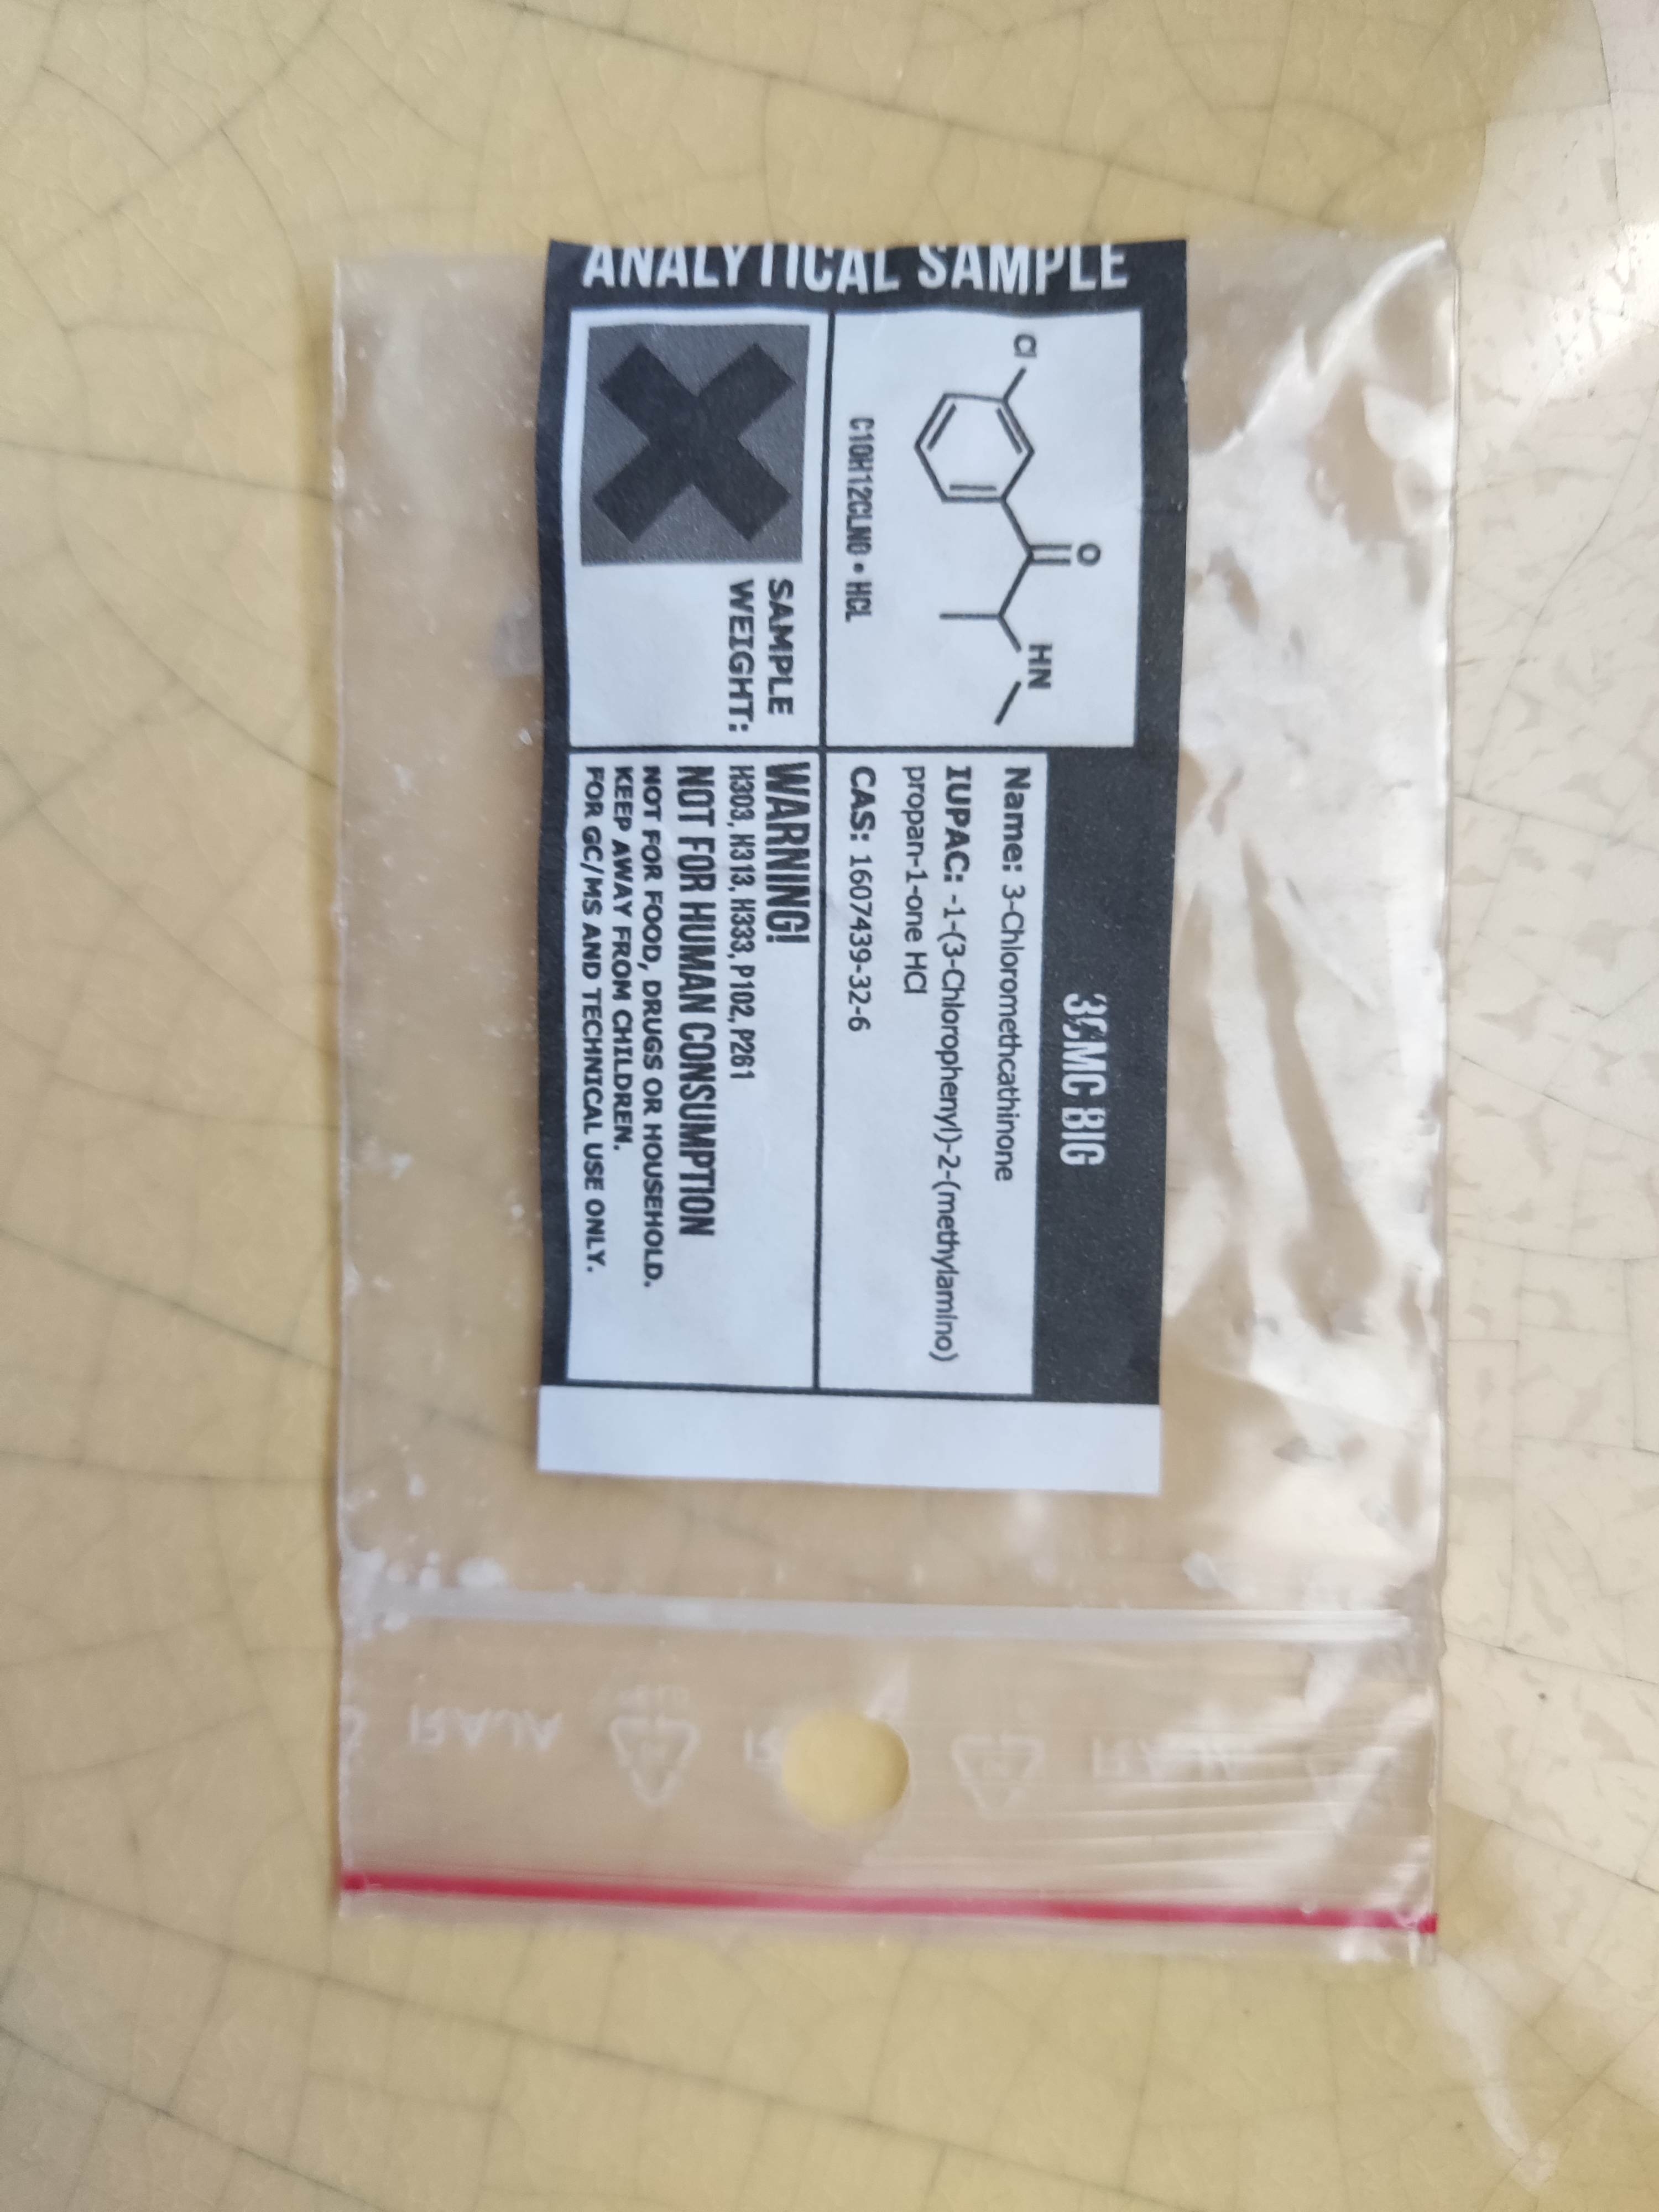 ANALYTICAL SAMPLE
3CMC BIG
Cl
O
HN
C10H12CLNO • HCL
Name: 3-Chloromethcathinone
IUPAC: -1-(3-Chlorophenyl)-2-(methylamino)
propan-1-one HCl
CAS: 1607439-32-6
SAMPLE
WEIGHT:
WARNING!
H303, H313, H333, P102, P261
NOT FOR HUMAN CONSUMPTION
NOT FOR FOOD, DRUGS OR HOUSEHOLD.
KEEP AWAY FROM CHILDREN.
FOR GC/MS AND TECHNICAL USE ONLY.